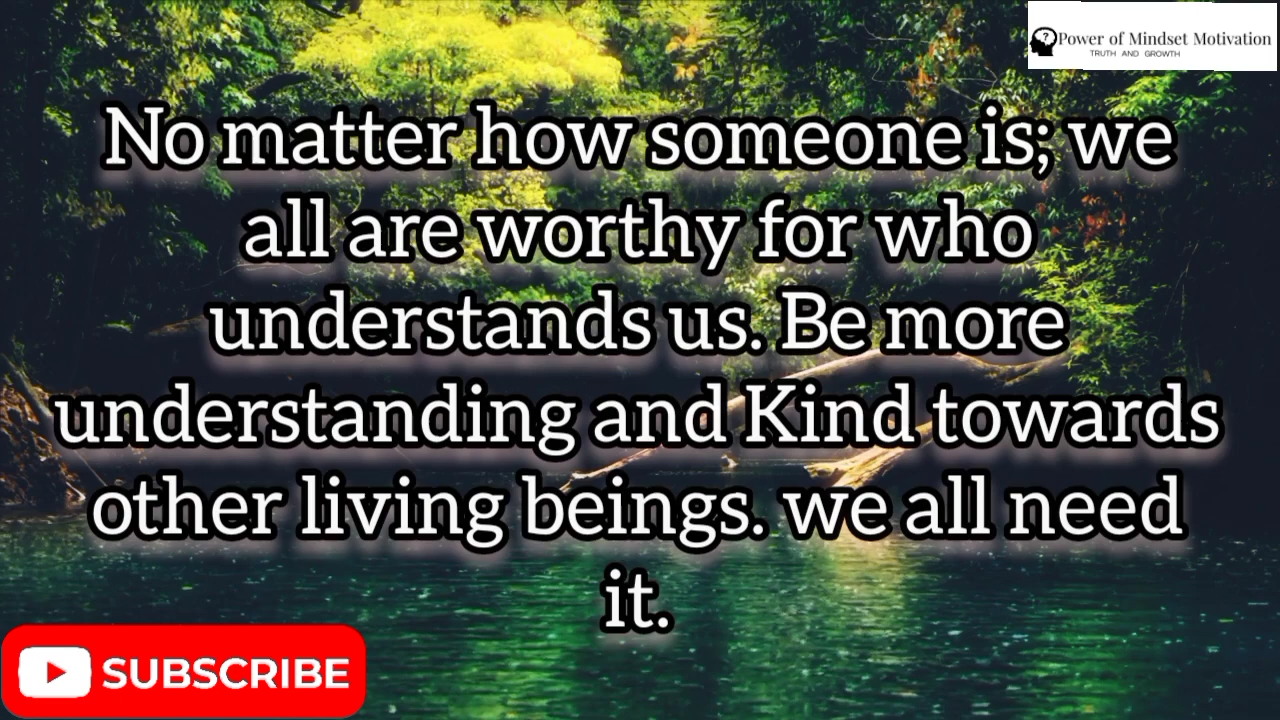 Power of Mindset Motivation
TRUTH AND GROWTH
No matter how someone is; we
all are worthy for who
understands us. Be more
understanding and Kind towards
other living beings. we all need
it.
SUBSCRIBE